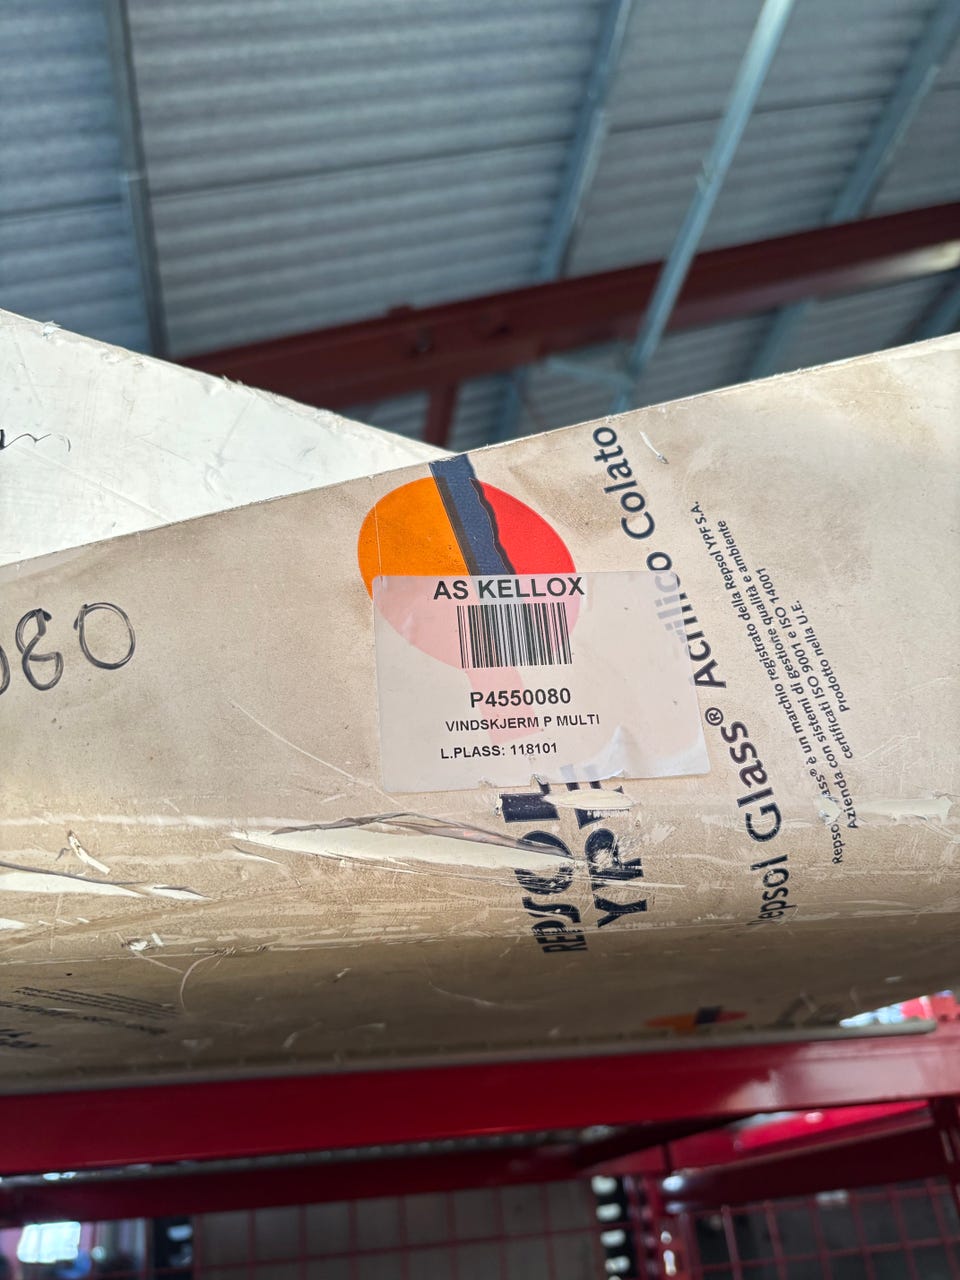 AS KELLOX
P4550080
VINDSKJERM P MULTI
L.PLASS: 118101
080
REPSOL
YPF
Repsol Glass® Acrilico Colato
Repsol Glass® è un marchio registrato della Repsol YPF S.A.
Azienda con sistemi di gestione qualità e ambiente
certificati ISO 9001 e ISO 14001
Prodotto nella U.E.